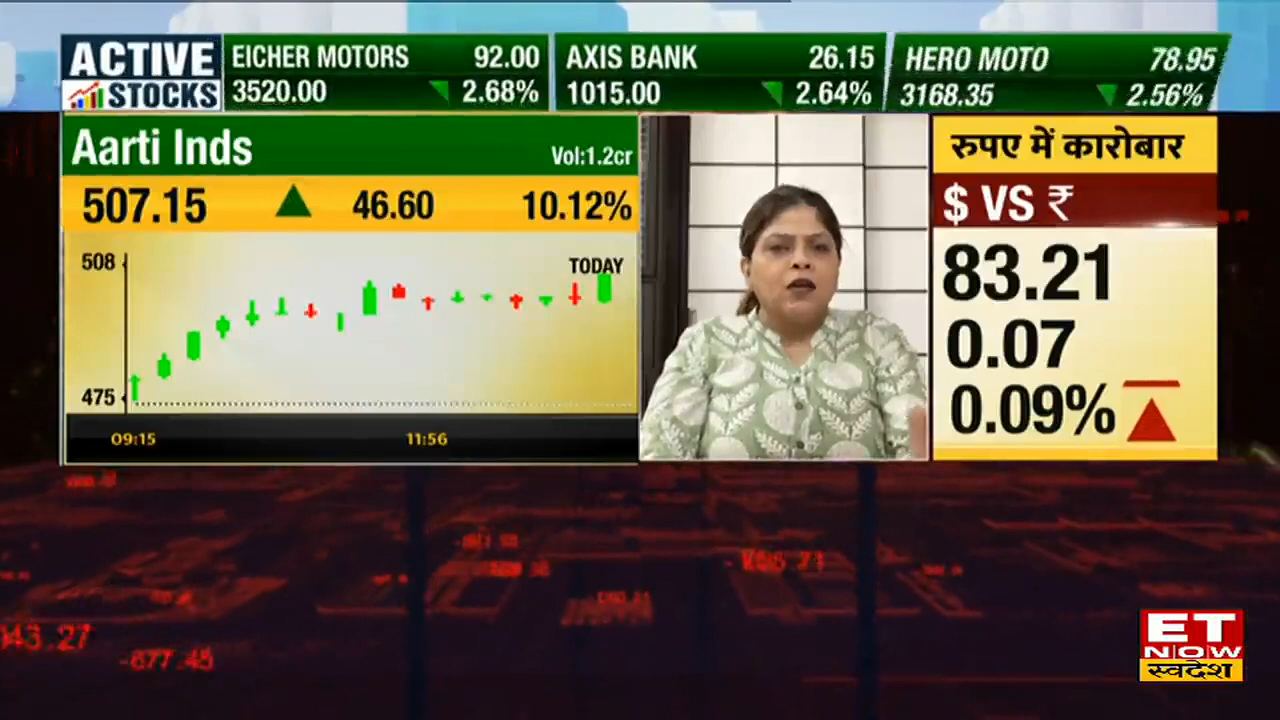 ACTIVE
STOCKS
EICHER MOTORS 92.00
3520.00 2.68%
AXIS BANK 26.15
1015.00 2.64%
HERO MOTO 78.95
3168.35 2.56%
Aarti Inds
Vol:1.2cr
507.15 46.60 10.12%
508
TODAY
475
09:15 11:56
रुपए में कारोबार
$ VS ₹
83.21
0.07
0.09%
-877.45
ET
NOW
स्वदेश